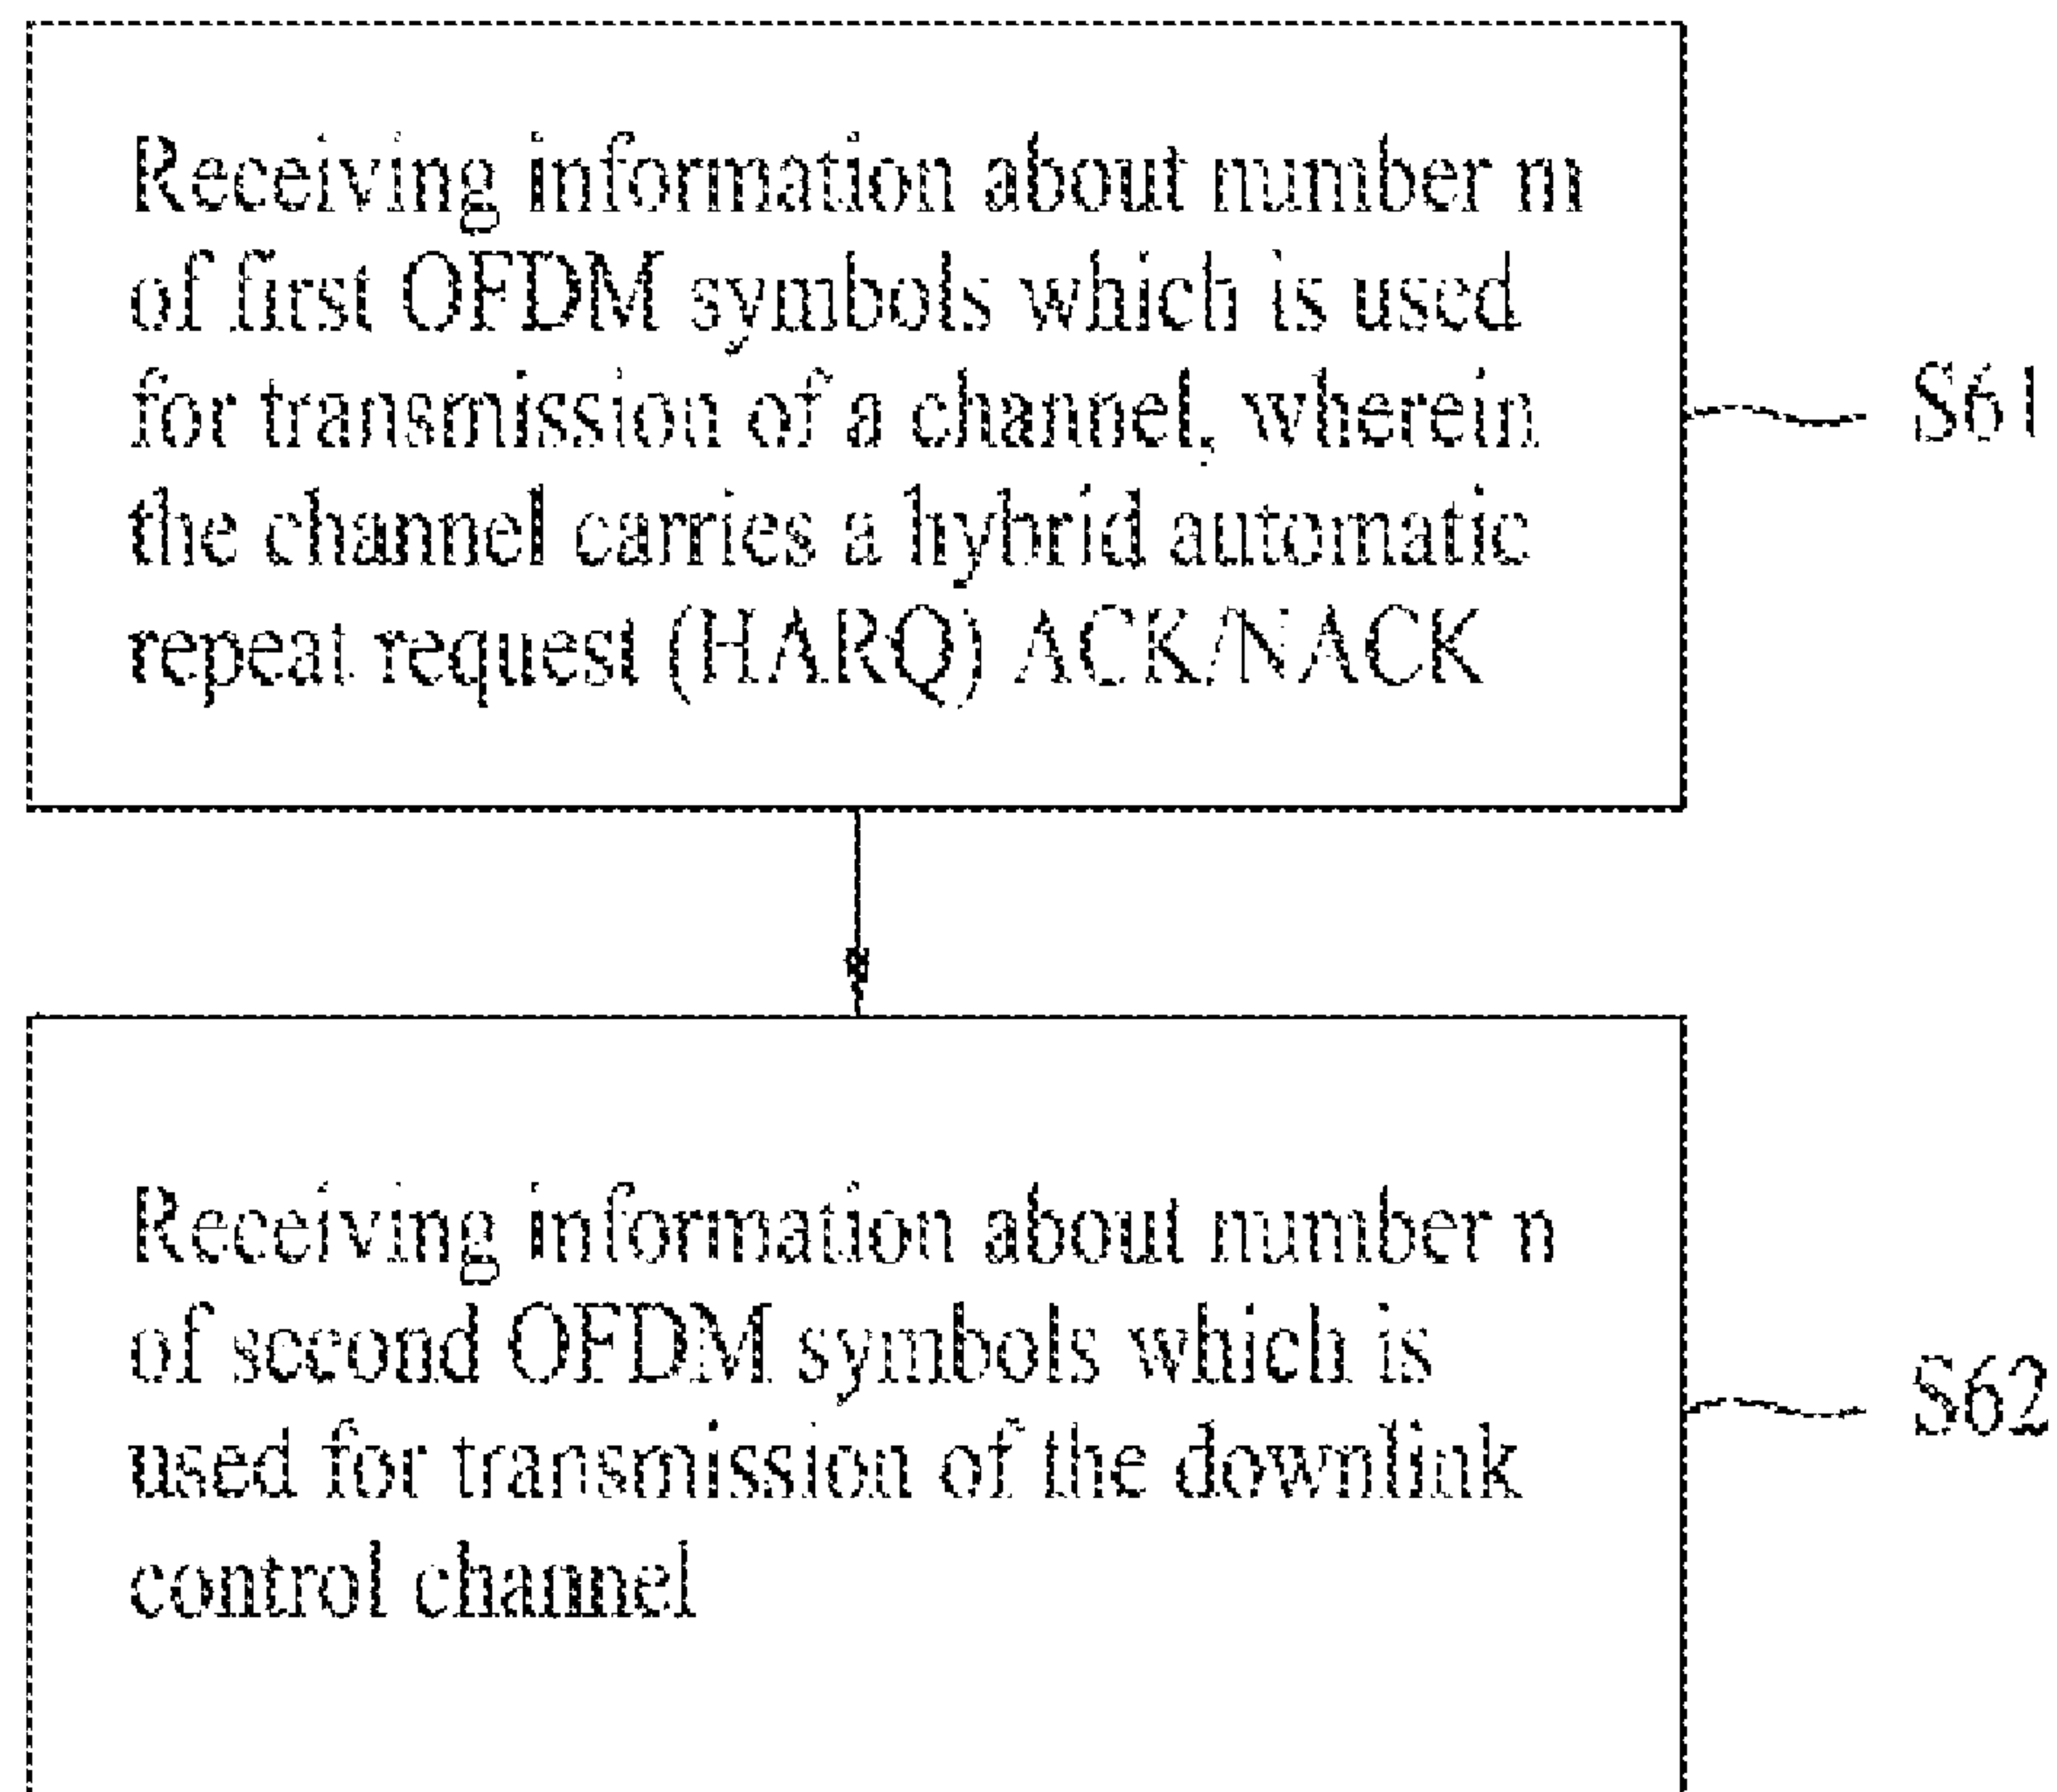 Receiving information about number m
of first OFDM symbols which is used
for transmission of a channel, wherein
the channel carries a hybrid automatic
repeat request (HARQ) ACK/NACK
S61
Receiving information about number n
of second OFDM symbols which is
used for transmission of the downlink
control channel
S62